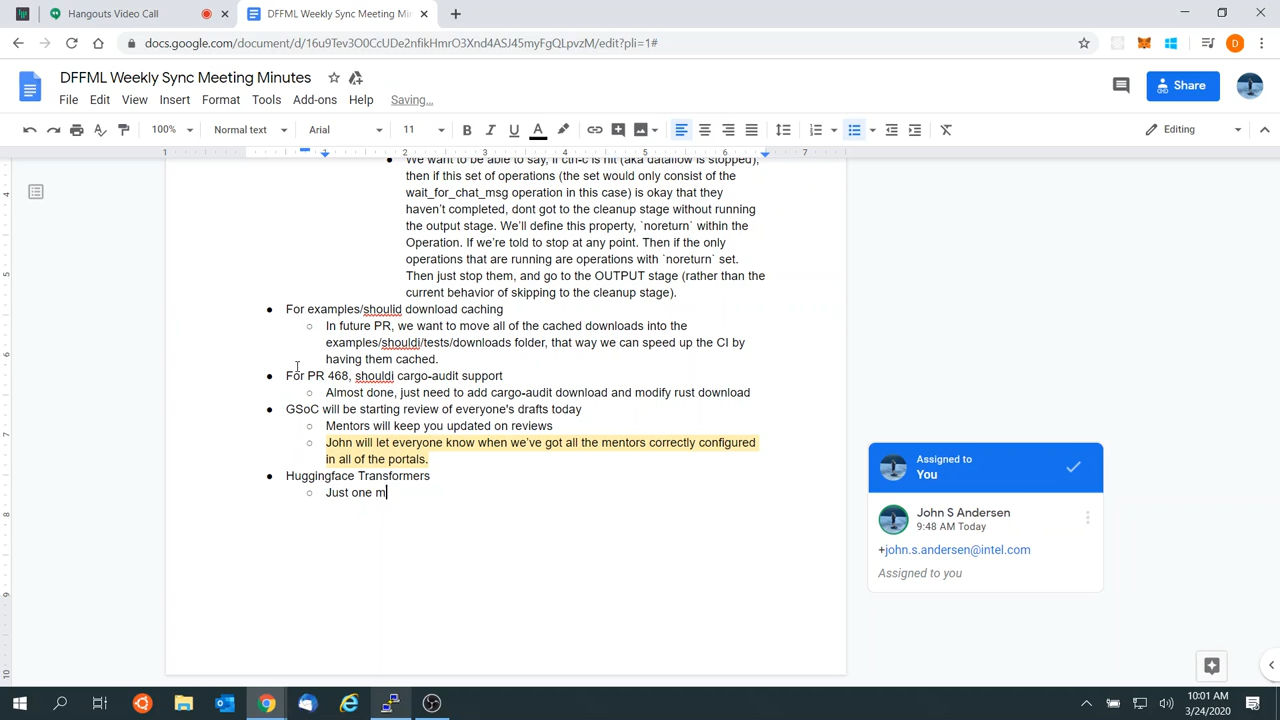 Hangouts Video Call
DFFML Weekly Sync Meeting Min
docs.google.com/document/d/16u9Tev3O0CcUDe2nfikHmrO3Xnd4ASJ45myFgQLpvzM/edit?pli=1#
D
DFFML Weekly Sync Meeting Minutes
File Edit View Insert Format Tools Add-ons Help Saving...
Share
100% Normal text Arial 11 B I U A Editing
1 1 2 3 4 5 6 7
We want to be able to say, if ctrl-c is hit (aka dataflow is stopped),
then if this set of operations (the set would only consist of the
wait_for_chat_msg operation in this case) is okay that they
haven't completed, dont got to the cleanup stage without running
the output stage. We'll define this property, `noreturn` within the
Operation. If we're told to stop at any point. Then if the only
operations that are running are operations with `noreturn` set.
Then just stop them, and go to the OUTPUT stage (rather than the
current behavior of skipping to the cleanup stage).
● For examples/shoulid download caching
○ In future PR, we want to move all of the cached downloads into the
examples/shouldi/tests/downloads folder, that way we can speed up the CI by
having them cached.
● For PR 468, shouldi cargo-audit support
○ Almost done, just need to add cargo-audit download and modify rust download
● GSoC will be starting review of everyone's drafts today
○ Mentors will keep you updated on reviews
○ John will let everyone know when we've got all the mentors correctly configured
in all of the portals.
● Huggingface Transformers
○ Just one m
Assigned to
You
John S Andersen
9:48 AM Today
+john.s.andersen@intel.com
Assigned to you
10:01 AM
3/24/2020